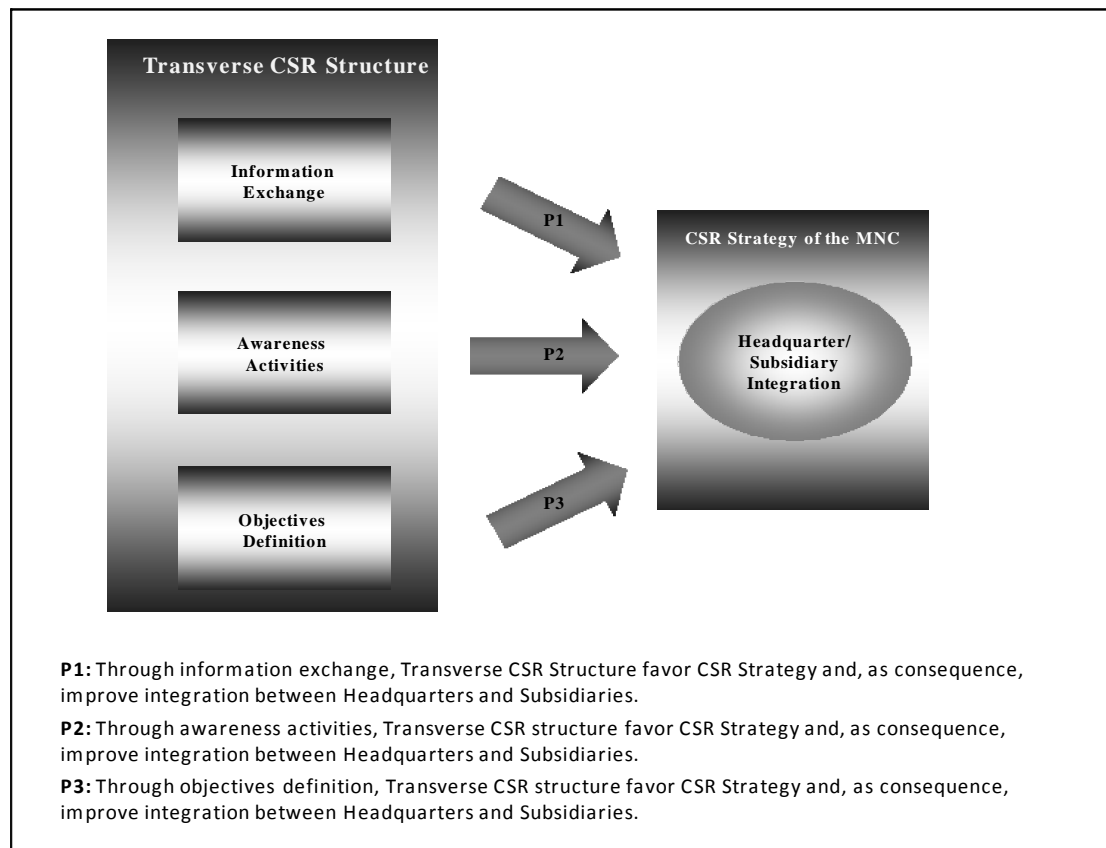 Transverse CSR Structure
Information
Exchange
Awareness
Activities
Objectives
Definition
P1
P2
P3
CSR Strategy of the MNC
Headquarter/
Subsidiary
Integration
P1: Through information exchange, Transverse CSR Structure favor CSR Strategy and, as consequence,
improve integration between Headquarters and Subsidiaries.
P2: Through awareness activities, Transverse CSR structure favor CSR Strategy and, as consequence,
improve integration between Headquarters and Subsidiaries.
P3: Through objectives definition, Transverse CSR structure favor CSR Strategy and, as consequence,
improve integration between Headquarters and Subsidiaries.